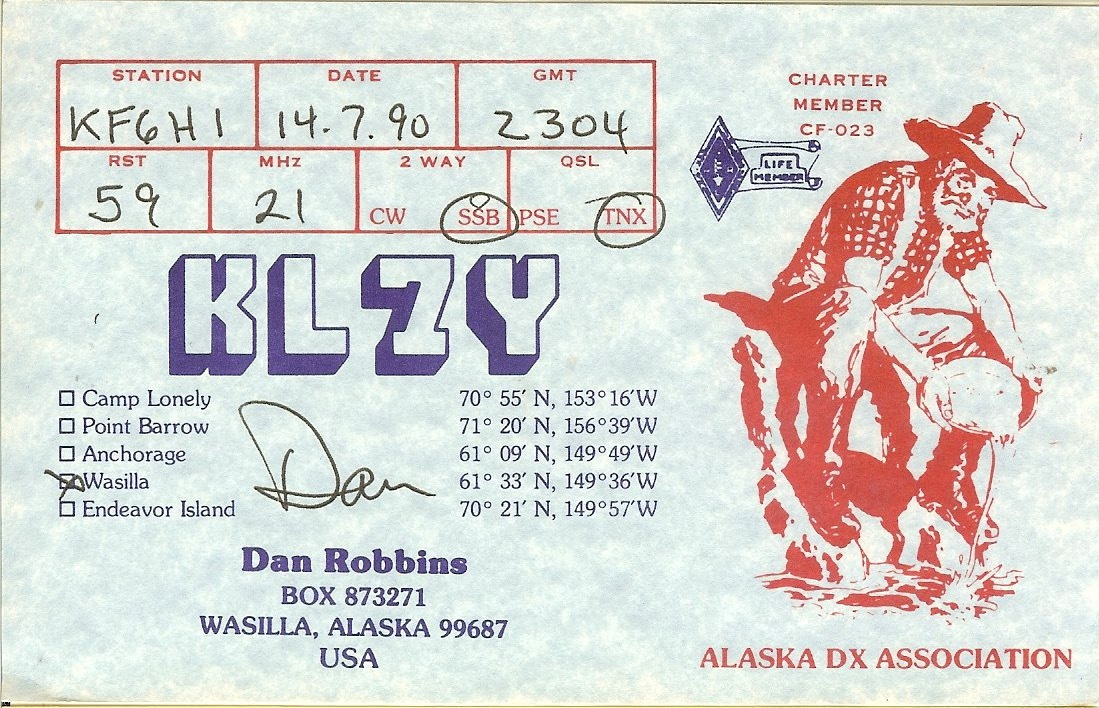 STATION DATE GMT
KF6HI 14.7.90 2304
RST MHz 2 WAY QSL
59 21 CW SSB PSE TNX
KL7Y
Camp Lonely 70° 55′ N, 153°16′W
Point Barrow 71° 20′ N, 156°39′W
Anchorage 61° 09′ N, 149°49′W
Wasilla 61° 33′ N, 149°36′W
Endeavor Island 70° 21′ N, 149°57′W
Dan
Dan Robbins
BOX 873271
WASILLA, ALASKA 99687
USA
CHARTER
MEMBER
CF-023
LIFE
MEMBER
ALASKA DX ASSOCIATION